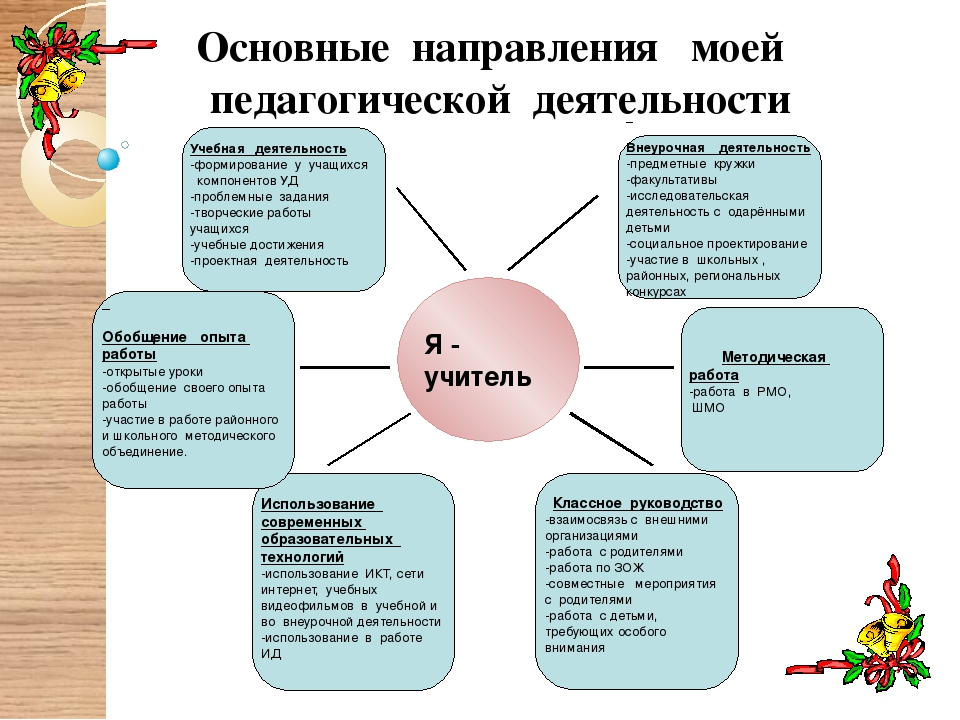 Основные направления моей
педагогической деятельности
Учебная деятельность
-формирование у учащихся
компонентов УД
-проблемные задания
-творческие работы
учащихся
-учебные достижения
-проектная деятельность
Внеурочная деятельность
-предметные кружки
-факультативы
-исследовательская
деятельность с одарёнными
детьми
-социальное проектирование
-участие в школьных ,
районных, региональных
конкурсах
Обобщение опыта
работы
-открытые уроки
-обобщение своего опыта
работы
-участие в работе районного
и школьного методического
объединение.
Я -
учитель
Методическая
работа
-работа в РМО,
ШМО
Использование
современных
образовательных
технологий
-использование ИКТ, сети
интернет, учебных
видеофильмов в учебной и
во внеурочной деятельности
-использование в работе
ИД
Классное руководство
-взаимосвязь с внешними
организациями
-работа с родителями
-работа по ЗОЖ
-совместные мероприятия
с родителями
-работа с детьми,
требующих особого
внимания